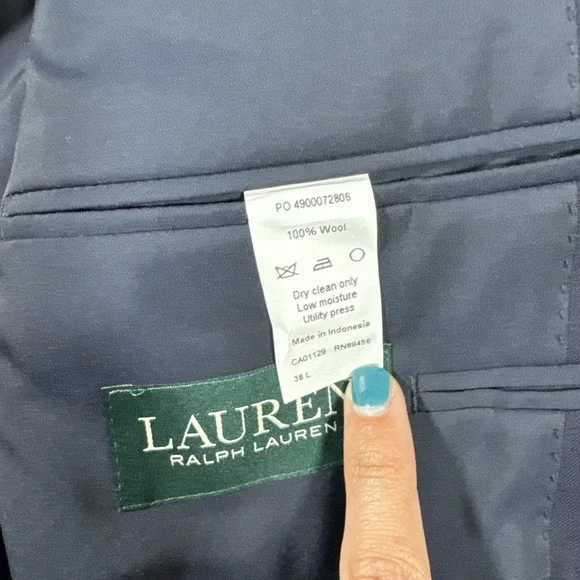 PO 4900072806
100% Wool
Dry clean only
Low moisture
Utility press
Made in Indonesia
CA01129 RN69456
38 L
LAUREN
RALPH LAUREN